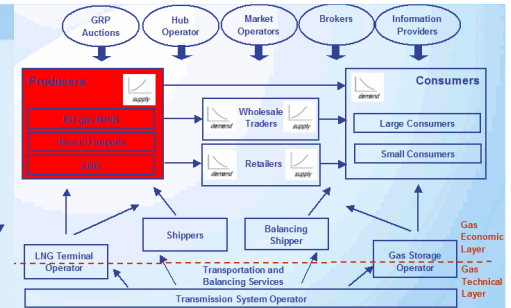 GRP
Auctions
Hub
Operator
Market
Operators
Brokers
Information
Providers
Producers
supply
Consumers
demand
EU gas fields
Non EU Imports
LNG
demand
Wholesale
Traders
supply
demand
Retailers
supply
Large Consumers
Small Consumers
Shippers
Balancing
Shipper
Gas
Economic
Layer
LNG Terminal
Operator
Gas Storage
Operator
Transportation and
Balancing Services
Gas
Technical
Layer
Transmission System Operator